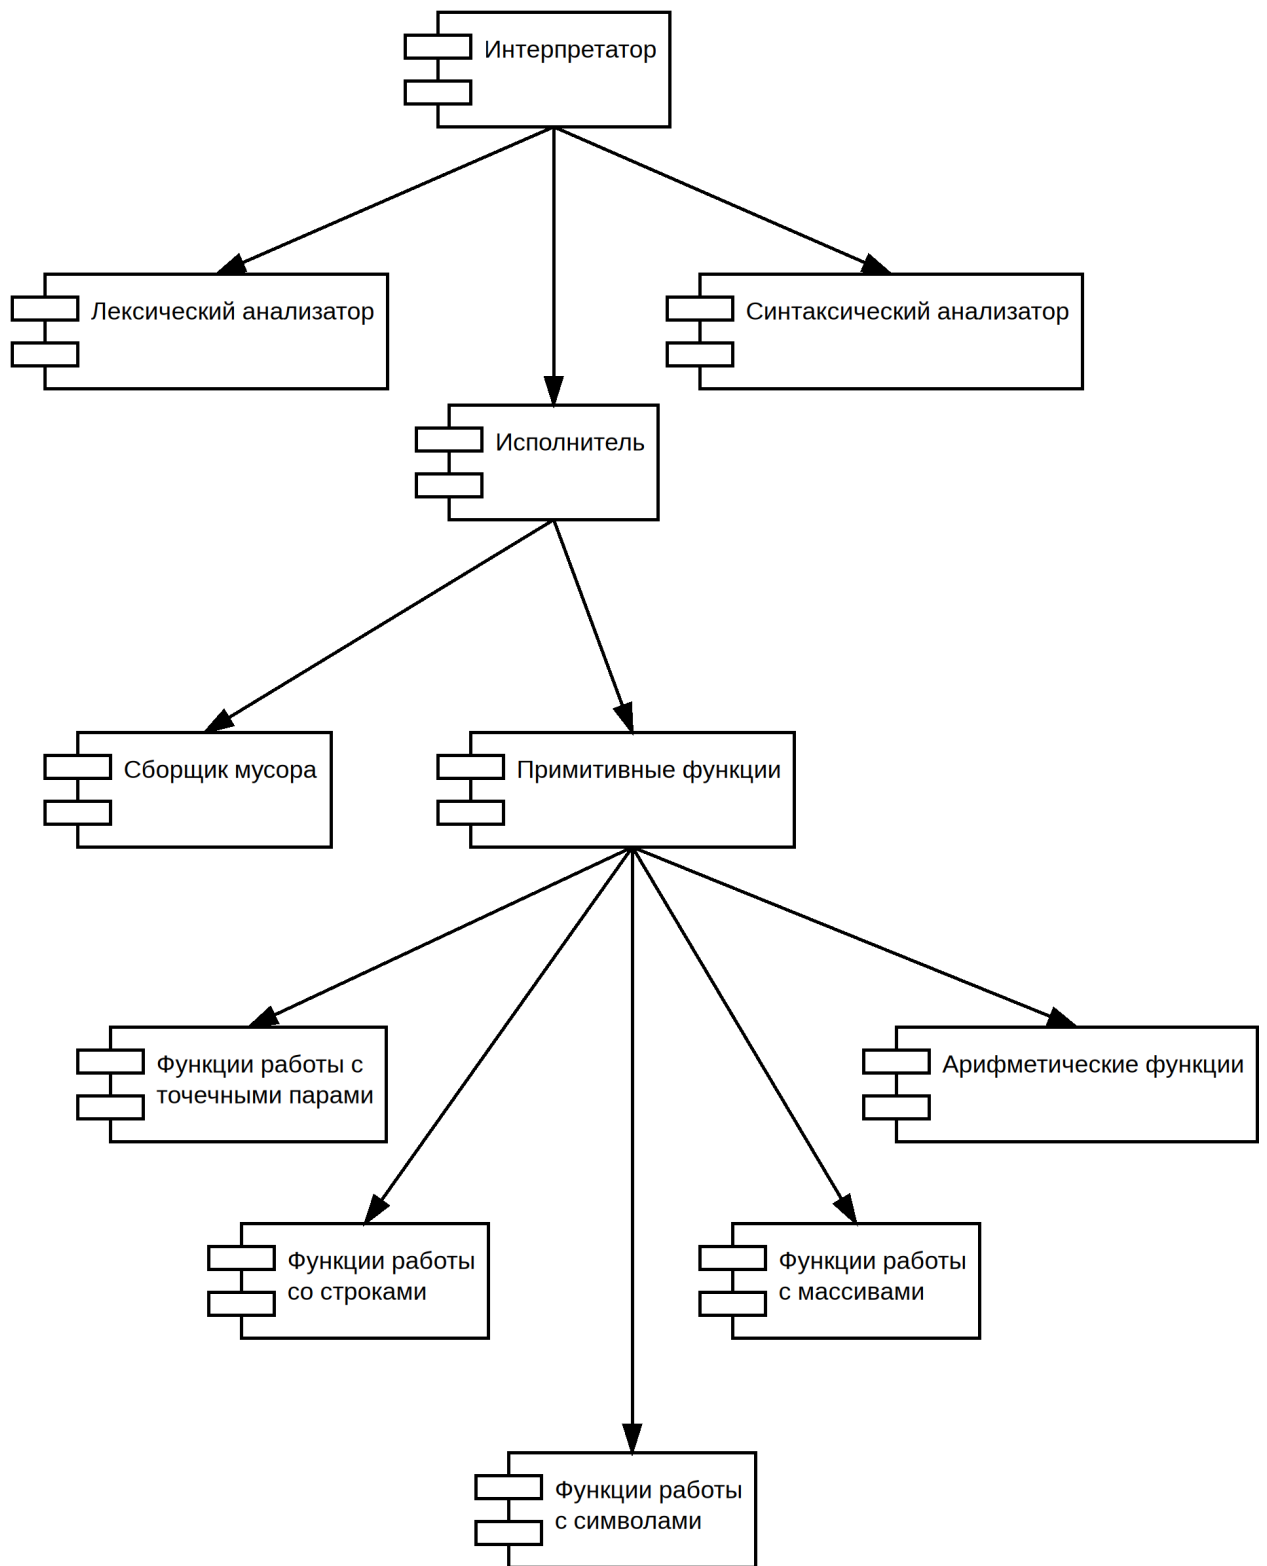 Интерпретатор
Лексический анализатор
Синтаксический анализатор
Исполнитель
Сборщик мусора
Примитивные функции
Функции работы с
точечными парами
Арифметические функции
Функции работы
со строками
Функции работы
с массивами
Функции работы
с символами